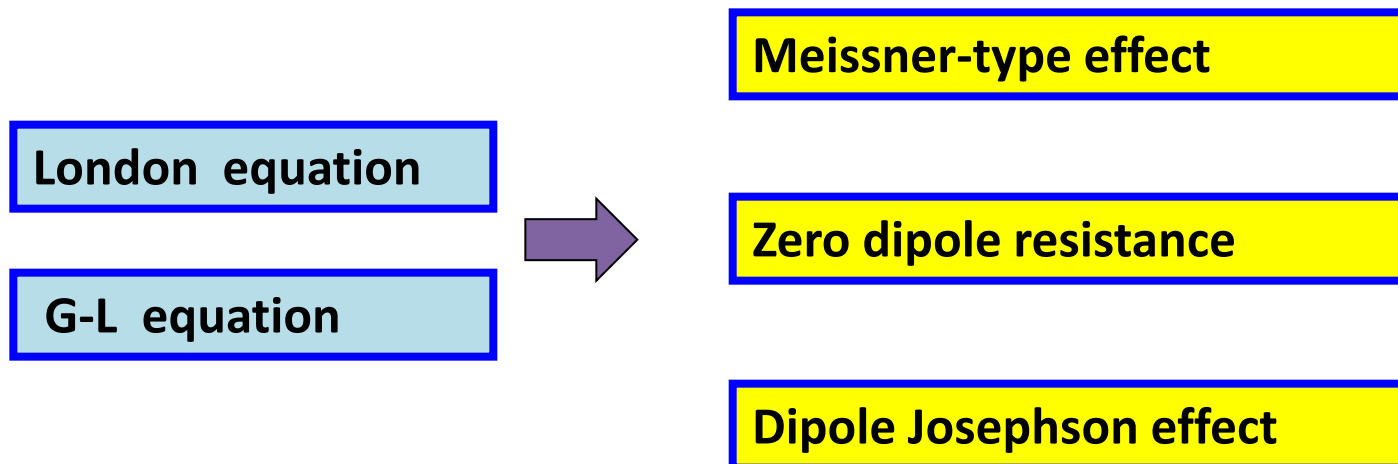 London equation
G-L equation
Meissner-type effect
Zero dipole resistance
Dipole Josephson effect